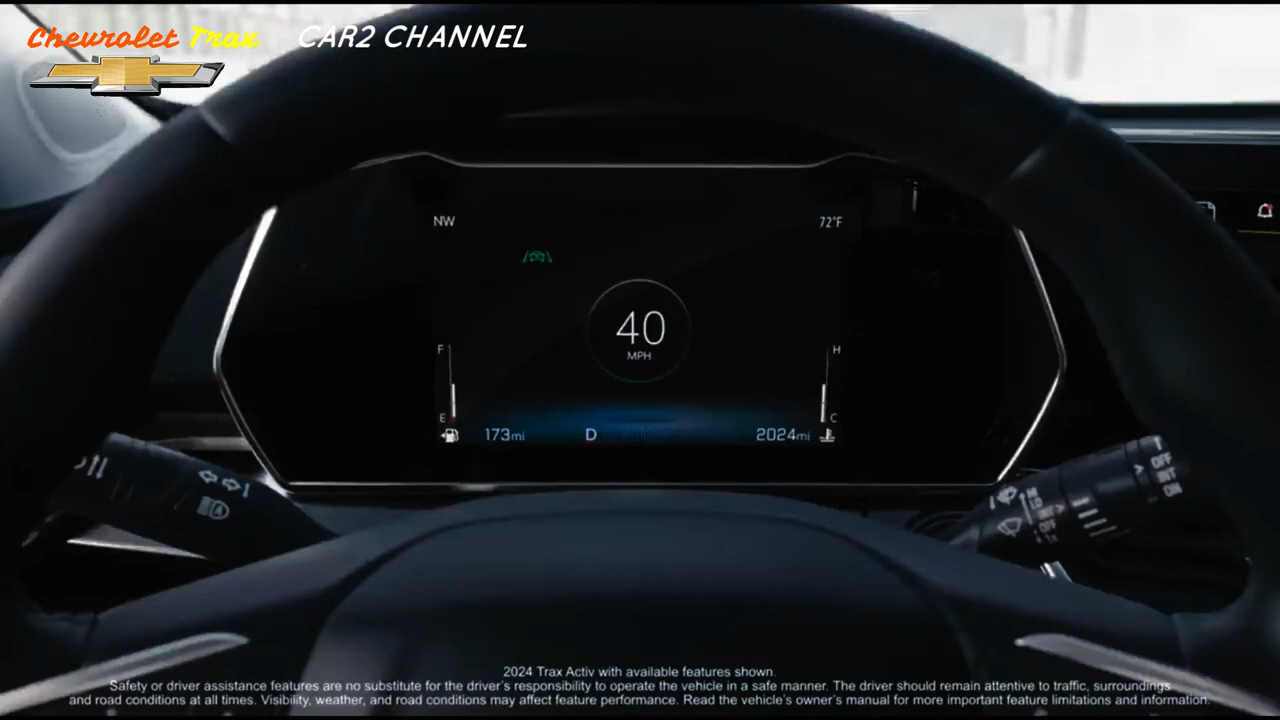 Chevrolet Trax CAR2 CHANNEL
NW 72°F
40
MPH
F H
E C
173mi D 2024mi
OFF
2024 Trax Activ with available features shown.
Safety or driver assistance features are no substitute for the driver's responsibility to operate the vehicle in a safe manner. The driver should remain attentive to traffic, surroundings
and road conditions at all times. Visibility, weather, and road conditions may affect feature performance. Read the vehicle's owner's manual for more important feature limitations and information.